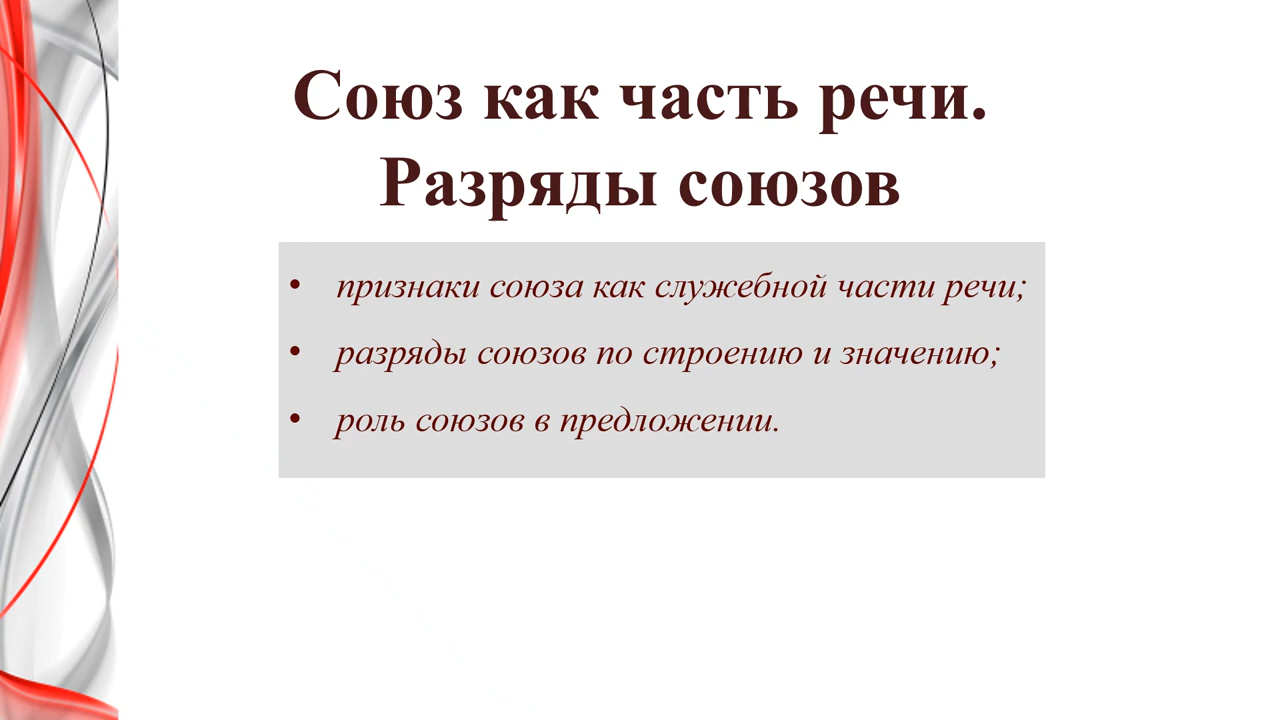 Союз как часть речи.
Разряды союзов
• признаки союза как служебной части речи;
• разряды союзов по строению и значению;
• роль союзов в предложении.